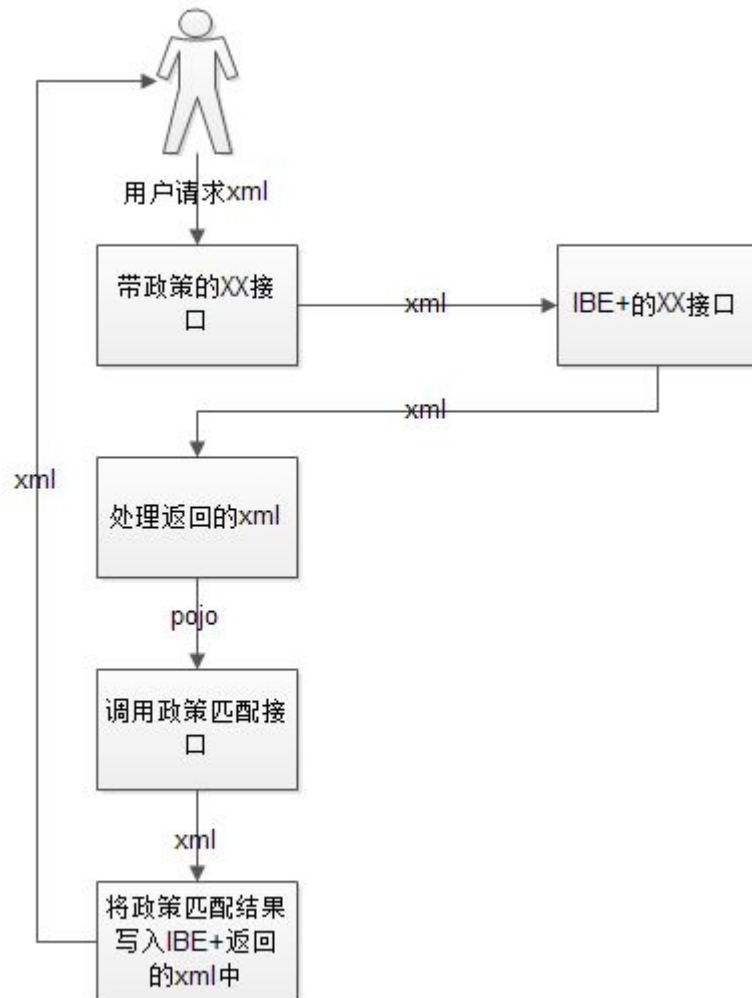 用户请求xml
带政策的XX接
口
xml
IBE+的XX接口
xml
xml
处理返回的xml
pojo
调用政策匹配接
口
xml
将政策匹配结果
写入IBE+返回
的xml中